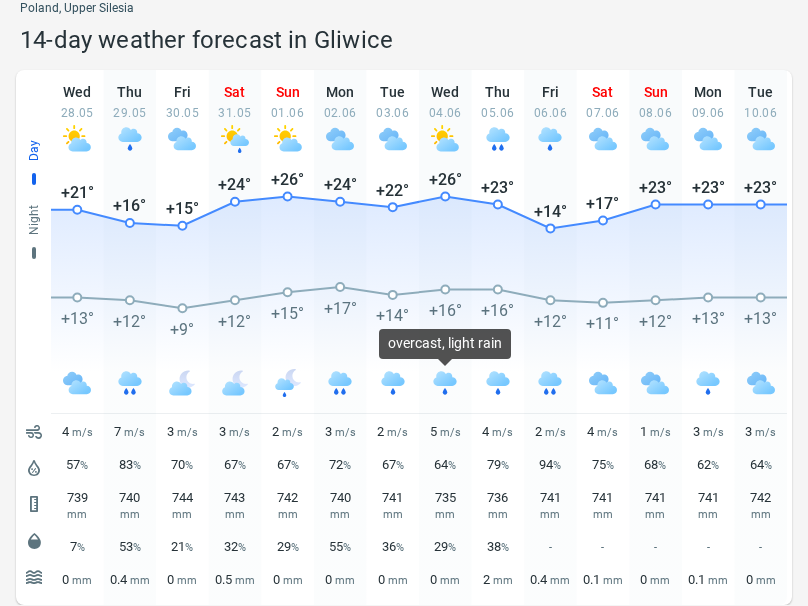 Poland, Upper Silesia
14-day weather forecast in Gliwice
Wed Thu Fri Sat Sun Mon Tue Wed Thu Fri Sat Sun Mon Tue
28.05 29.05 30.05 31.05 01.06 02.06 03.06 04.06 05.06 06.06 07.06 08.06 09.06 10.06
Day
+21° +16° +15° +24° +26° +24° +22° +26° +23° +14° +17° +23° +23° +23°
Night
+13° +12° +9° +12° +15° +17° +14° +16° +16° +12° +11° +12° +13° +13°
overcast, light rain
4 m/s 7 m/s 3 m/s 3 m/s 2 m/s 3 m/s 2 m/s 5 m/s 4 m/s 2 m/s 4 m/s 1 m/s 3 m/s 3 m/s
57% 83% 70% 67% 67% 72% 67% 64% 79% 94% 75% 68% 62% 64%
739 740 744 743 742 740 741 735 736 741 741 741 741 742
mm mm mm mm mm mm mm mm mm mm mm mm mm mm
7% 53% 21% 32% 29% 55% 36% 29% 38% - - - - -
0 mm 0.4 mm 0 mm 0.5 mm 0 mm 0 mm 0 mm 0 mm 2 mm 0.4 mm 0.1 mm 0 mm 0.1 mm 0 mm